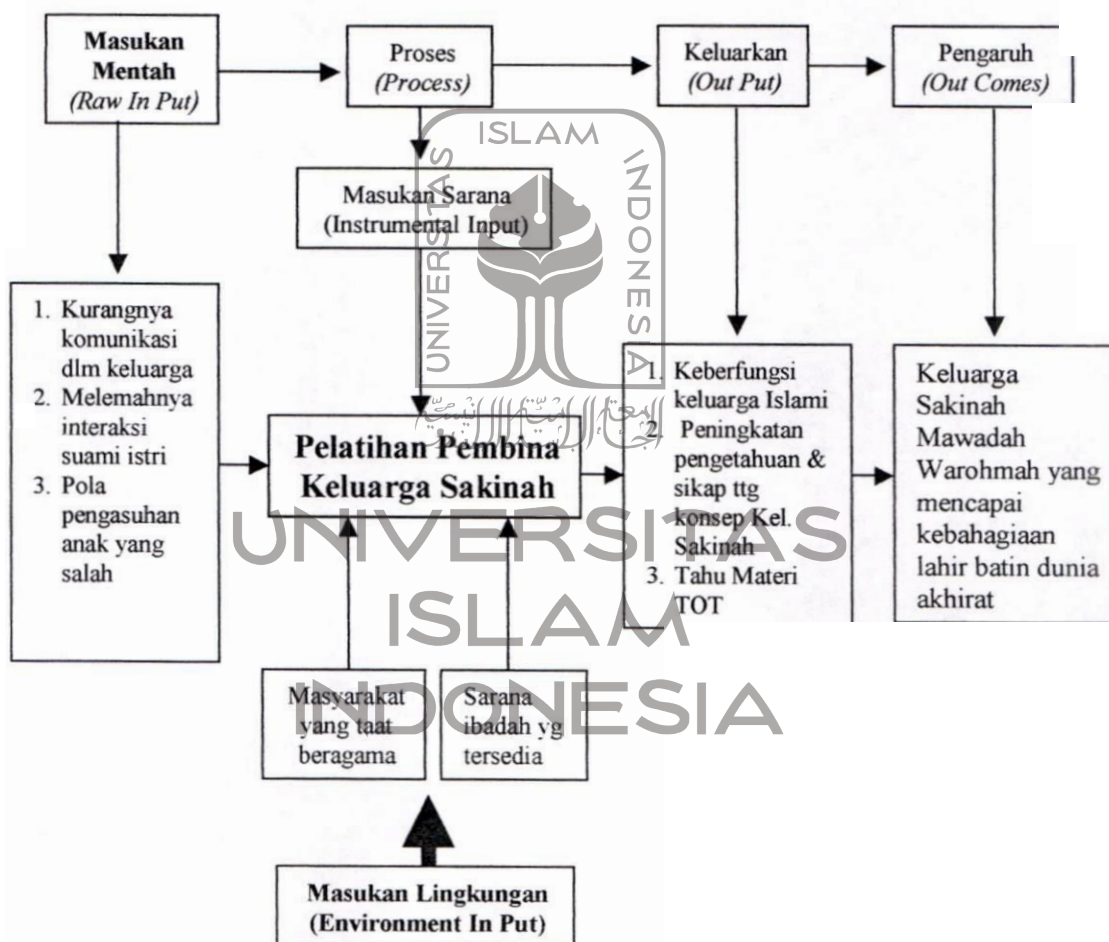 Masukan
Mentah
(Raw In Put)
Proses
(Process)
Keluarkan
(Out Put)
Pengaruh
(Out Comes)
ISLAM
UNIVERSITAS
INDONESIA
Masukan Sarana
(Instrumental Input)
1. Kurangnya
komunikasi
dlm keluarga
2. Melemahnya
interaksi
suami istri
3. Pola
pengasuhan
anak yang
salah
Pelatihan Pembina
Keluarga Sakinah
1. Keberfungsi
keluarga Islami
2. Peningkatan
pengetahuan &
sikap ttg
konsep Kel.
Sakinah
3. Tahu Materi
TOT
Keluarga
Sakinah
Mawadah
Warohmah yang
mencapai
kebahagiaan
lahir batin dunia
akhirat
UNIVERSITAS
ISLAM
INDONESIA
Masyarakat
yang taat
beragama
Sarana
ibadah yg
tersedia
Masukan Lingkungan
(Environment In Put)